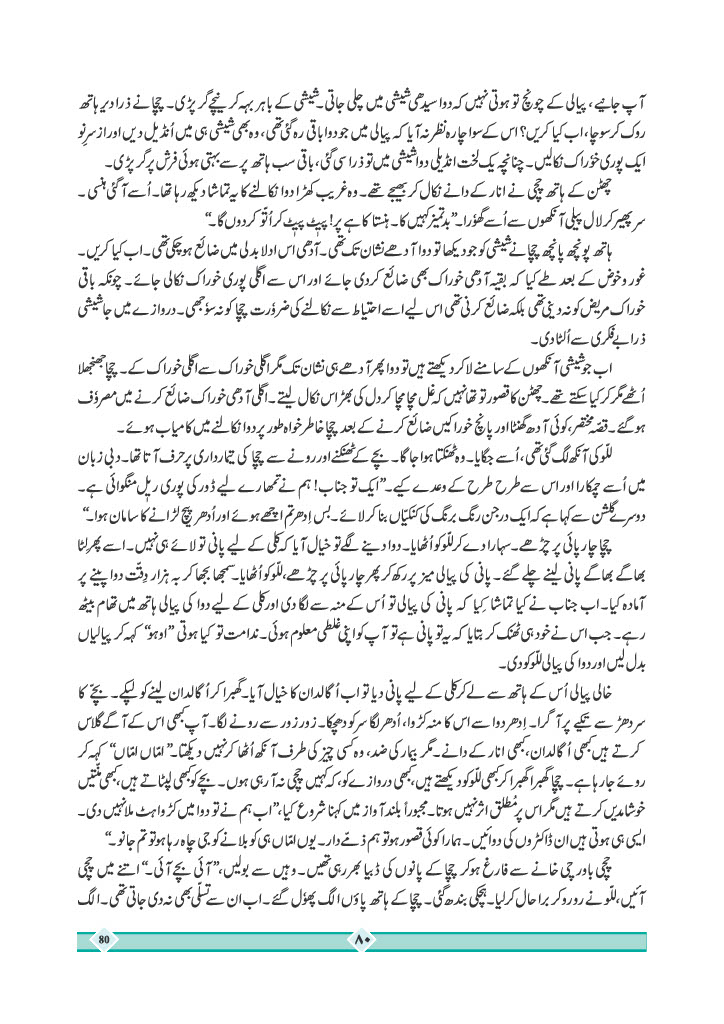 آپ جانیے، پیالی کے چونچ تو ہوتی نہیں کہ دوا سیدھی شیشی میں چلی جاتی۔ شیشی کے باہر بہہ کر نیچے گر پڑی۔ چچا نے ذرا دیر ہاتھ
روک کر سوچا، اب کیا کریں؟ اس کے سوا چارہ نظر نہ آیا کہ پیالی میں جو دوا باقی رہ گئی تھی، وہ بھی شیشی ہی میں اُنڈیل دیں اور از سرِ نو
ایک پوری خوٗراک نکالیں۔ چنانچہ یک لخت انڈیلی دوا شیشی میں تو ذرا سی گئی، باقی سب ہاتھ پر سے بہتی ہوئی فرش پر گر پڑی۔
چھٹن کے ہاتھ چچی نے انار کے دانے نکال کر بھیجے تھے۔ وہ غریب کھڑا دوا نکالنے کا یہ تماشا دیکھ رہا تھا۔ اُسے آ گئی ہنسی۔
سر پھیر کر لال پیلی آنکھوں سے اُسے گھوٗرا۔ ”بد تمیز کہیں کا۔ ہنستا کا ہے پر! پیٹ پیٹ کر اُتّو کر دوں گا۔“
ہاتھ پونچھ پانچھ چچا نے شیشی کو جو دیکھا تو دوا آدھے نشان تک تھی۔ آدھی اس ادلا بدلی میں ضائع ہو چکی تھی۔ اب کیا کریں۔
غور و خوض کے بعد طے کیا کہ بقیہ آدھی خوراک بھی ضائع کر دی جائے اور اس سے اگلی پوری خوراک نکالی جائے۔ چونکہ باقی
خوراک مریض کو نہ دینی تھی بلکہ ضائع کرنی تھی اس لیے اسے احتیاط سے نکالنے کی ضروٗرت چچا کو نہ سوٗجھی۔ دروازے میں جا شیشی
ذرا بے فکری سے اُلٹا دی۔
اب جو شیشی آنکھوں کے سامنے لا کر دیکھتے ہیں تو دوا پھر آدھے ہی نشان تک مگر اگلی خوراک سے اگلی خوراک کے۔ چچا جھنجھلا
اُٹھے مگر کر کیا سکتے تھے۔ چھٹن کا قصور تو تھا نہیں کہ غل مچا مچا کر دل کی بھڑاس نکال لیتے۔ اگلی آدھی خوراک ضائع کرنے میں مصروٗف
ہو گئے۔ قصّہ مختصر، کوئی آدھ گھنٹا اور پانچ خوراکیں ضائع کرنے کے بعد چچا خاطر خواہ طور پر دوا نکالنے میں کامیاب ہوئے۔
للّو کی آنکھ لگ گئی تھی، اُسے جگایا۔ وہ ٹھنکتا ہوا جاگا۔ بچے کے ٹھنکنے اور رونے سے چچا کی تیمارداری پر حرف آتا تھا۔ دبی زبان
میں اُسے چمکارا اور اس سے طرح طرح کے وعدے کیے۔ ”ایک تو جناب! ہم نے تمھارے لیے ڈور کی پوری ریل منگوائی ہے۔
دوسرے گلشن سے کہا ہے کہ ایک درجن رنگ برنگ کی کنکیّاں بنا کر لائے۔ بس اِدھر تم اچھے ہوئے اور اُدھر پیچ لڑانے کا سامان ہوا۔“
چچا چارپائی پر چڑھے۔ سہارا دے کر للّو کو اُٹھایا۔ دوا دینے لگے تو خیال آیا کہ کلی کے لیے پانی تو لائے ہی نہیں۔ اسے پھر لِٹا
بھاگے بھاگے پانی لینے چلے گئے۔ پانی کی پیالی میز پر رکھ کر پھر چارپائی پر چڑھے، للّو کو اُٹھایا۔ سمجھا بجھا کر بہ ہزار دِقّت دوا پینے پر
آمادہ کیا۔ اب جناب نے کیا تماشا کیا کہ پانی کی پیالی تو اُس کے منہ سے لگا دی اور کلی کے لیے دوا کی پیالی ہاتھ میں تھام بیٹھ
رہے۔ جب اس نے خود ہی ٹھنک کر بتایا کہ یہ تو پانی ہے تو آپ کو اپنی غلطی معلوم ہوئی۔ ندامت تو کیا ہوتی ”اوہو“ کہہ کر پیالیاں
بدل لیں اور دوا کی پیالی للّو کو دی۔
خالی پیالی اُس کے ہاتھ سے لے کر کلی کے لیے پانی دیا تو اب اُگالدان کا خیال آیا۔ گھبرا کر اُگالدان لینے کو لپکے۔ بچّے کا
سر دھڑ سے تکیے پر آگرا۔ اِدھر دوا سے اس کا منہ کڑوا، اُدھر لگا سر کو دھچکا۔ زور زور سے رونے لگا۔ آپ کبھی اس کے آگے گلاس
کرتے ہیں کبھی اُگالدان، کبھی انار کے دانے۔ مگر بیمار کی ضد، وہ کسی چیز کی طرف آنکھ اُٹھا کر نہیں دیکھتا۔ ”امّاں امّاں“ کہہ کر
روئے جا رہا ہے۔ چچا گھبرا گھبرا کر کبھی للّو کو دیکھتے ہیں، کبھی دروازے کو، کہ کہیں چچی نہ آ رہی ہوں۔ بچے کو کبھی لپٹاتے ہیں، کبھی منّتیں
خوشامدیں کرتے ہیں مگر اس پر مُطلق اثر نہیں ہوتا۔ مجبوراً بلند آواز میں کہنا شروع کیا، ”اب ہم نے تو دوا میں کڑواہٹ ملا نہیں دی۔
ایسی ہی ہوتی ہیں ان ڈاکٹروں کی دوائیں۔ ہمارا کوئی قصور ہو تو ہم ذمّے دار۔ یوں امّاں ہی کو بلانے کو جی چاہ رہا ہو تو تم جانو۔“
چچی باورچی خانے سے فارغ ہو کر چچا کے پانوں کی ڈبیا بھر رہی تھیں۔ وہیں سے بولیں، ”آئی بچے آئی۔“ اتنے میں چچی
آئیں، للّو نے رو رو کر برا حال کر لیا۔ ہچکی بندھ گئی۔ چچا کے ہاتھ پاؤں الگ پھوٗل گئے۔ اب ان سے تسلّی بھی نہ دی جاتی تھی۔ الگ
80
۸۰